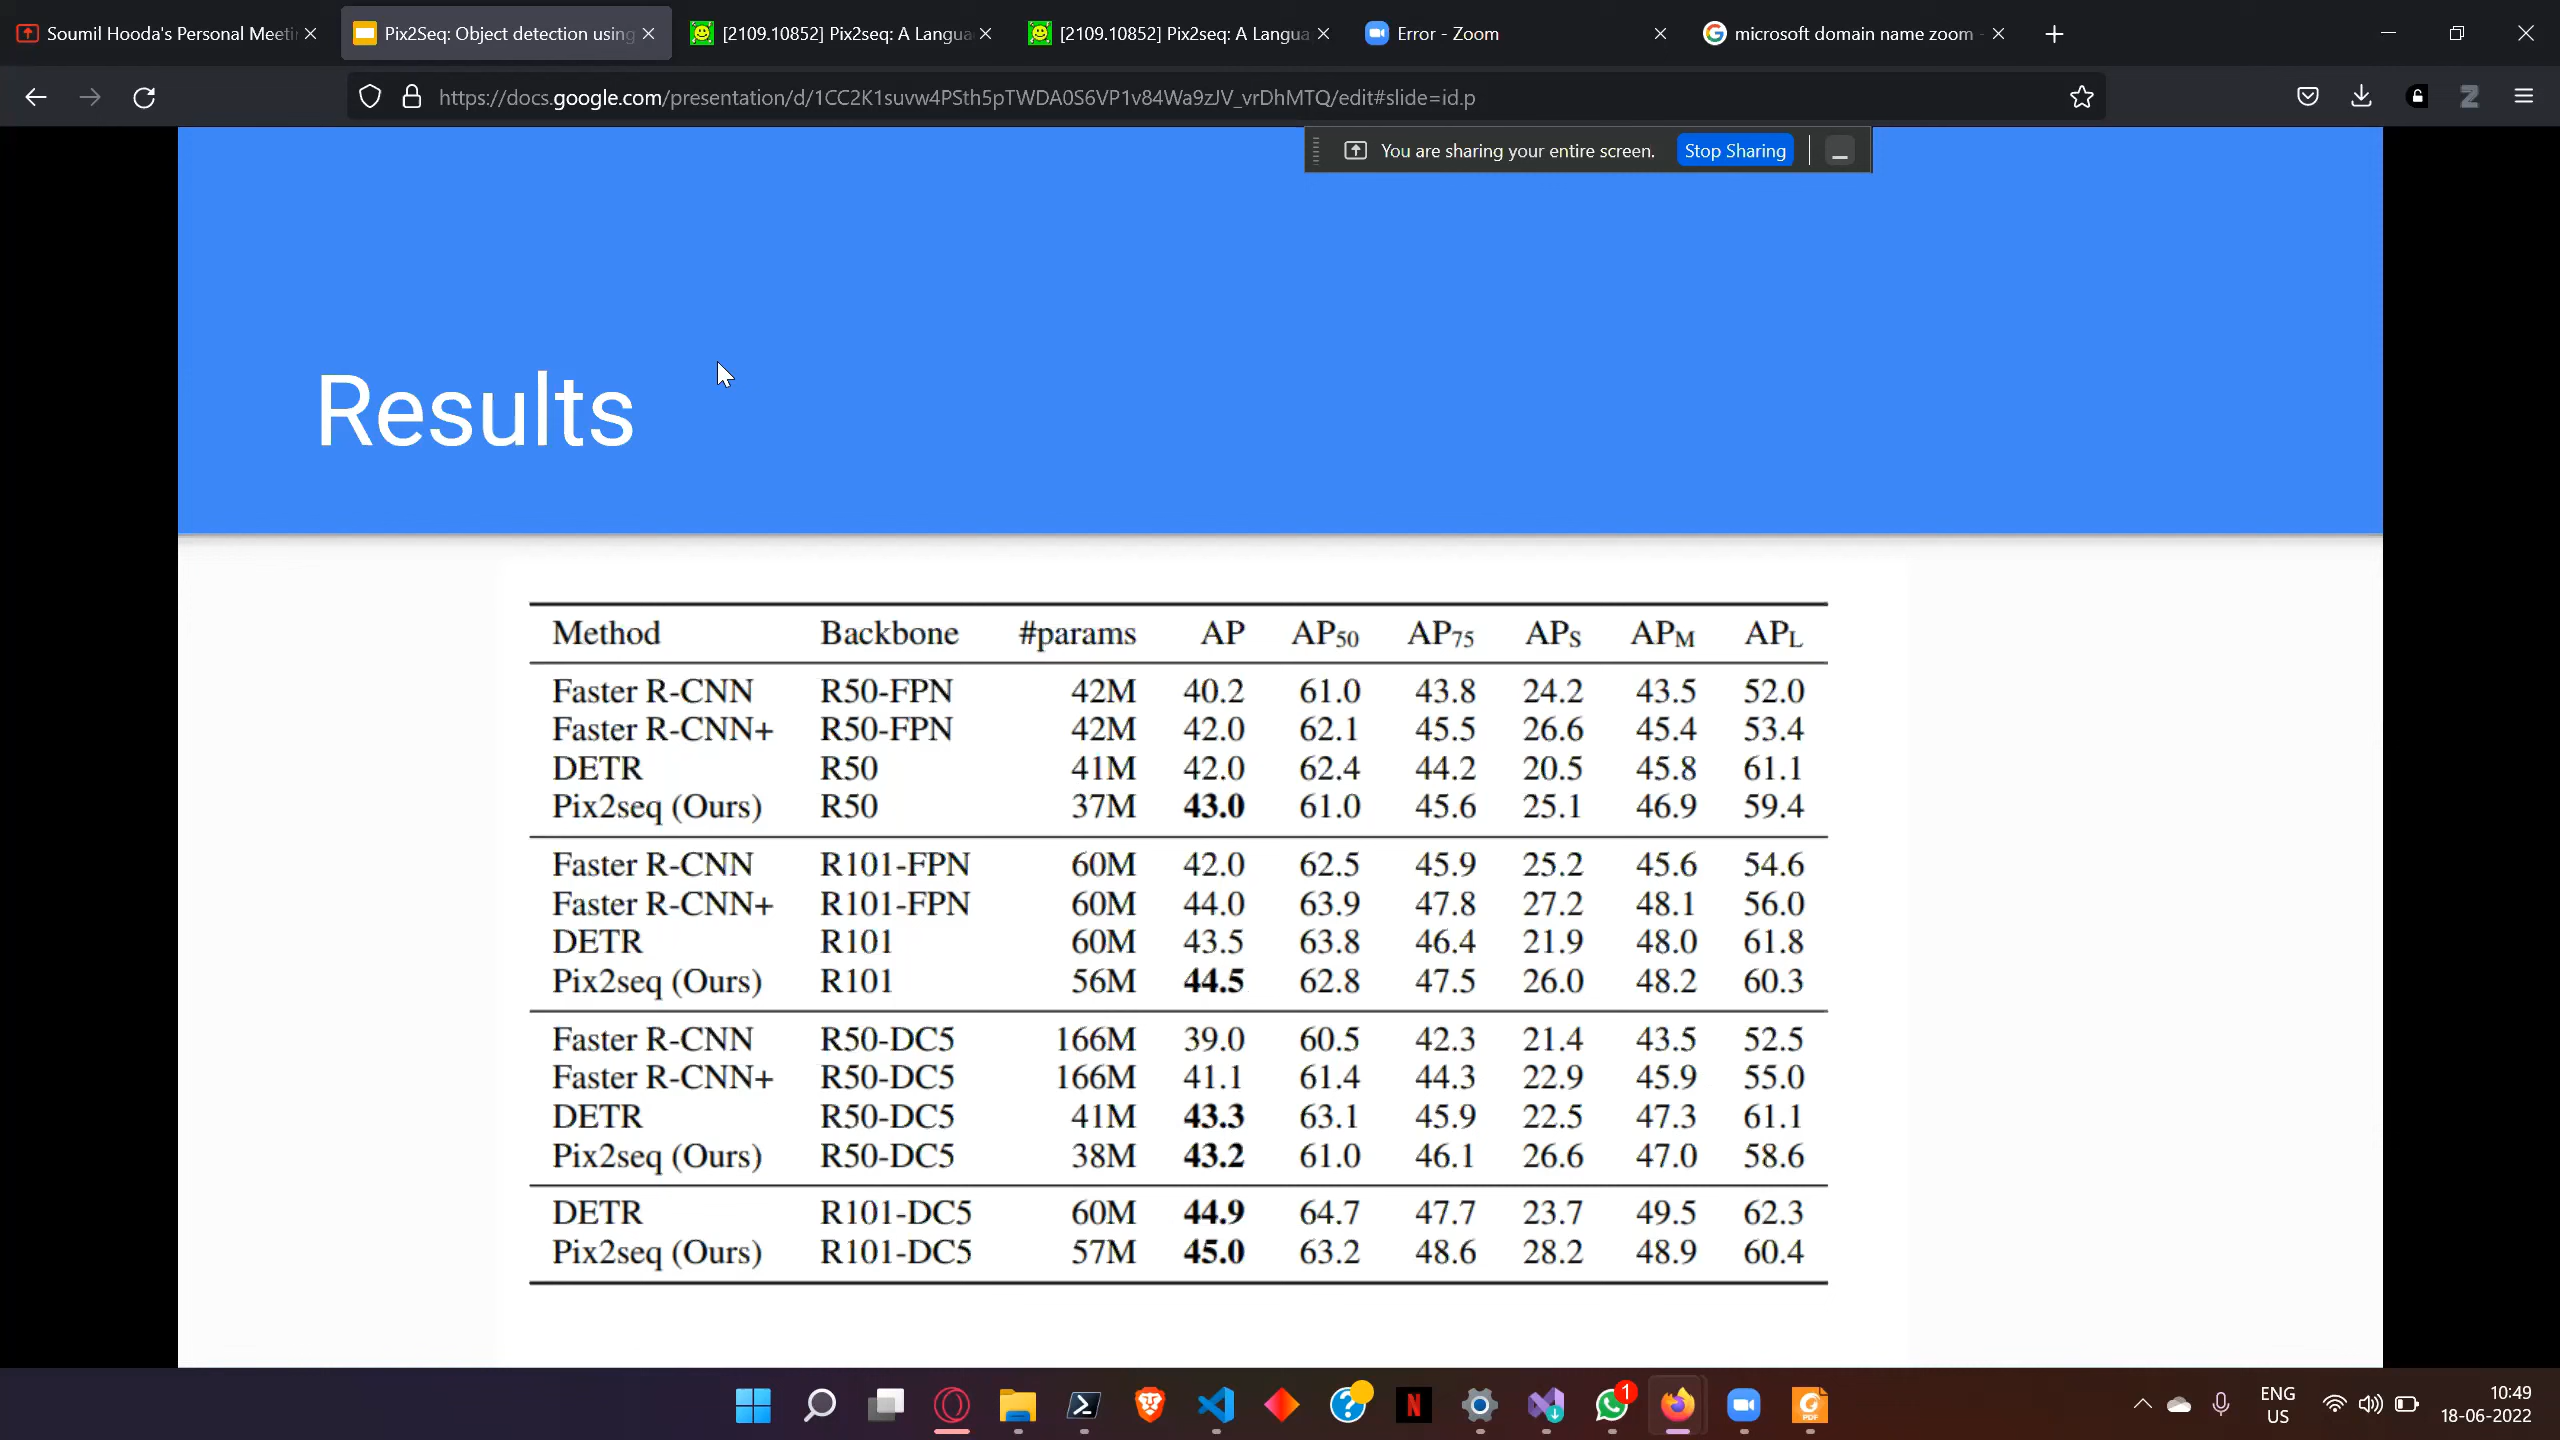 Soumil Hooda's Personal Meeti
Pix2Seq: Object detection using
[2109.10852] Pix2seq: A Langua
[2109.10852] Pix2seq: A Langua
Error - Zoom
microsoft domain name zoom -
https://docs.google.com/presentation/d/1CC2K1suvw4PSth5pTWDA0S6VP1v84Wa9zJV_vrDhMTQ/edit#slide=id.p
You are sharing your entire screen. Stop Sharing
Results
Method Backbone #params AP AP50 AP75 APS APM APL
Faster R-CNN R50-FPN 42M 40.2 61.0 43.8 24.2 43.5 52.0
Faster R-CNN+ R50-FPN 42M 42.0 62.1 45.5 26.6 45.4 53.4
DETR R50 41M 42.0 62.4 44.2 20.5 45.8 61.1
Pix2seq (Ours) R50 37M 43.0 61.0 45.6 25.1 46.9 59.4
Faster R-CNN R101-FPN 60M 42.0 62.5 45.9 25.2 45.6 54.6
Faster R-CNN+ R101-FPN 60M 44.0 63.9 47.8 27.2 48.1 56.0
DETR R101 60M 43.5 63.8 46.4 21.9 48.0 61.8
Pix2seq (Ours) R101 56M 44.5 62.8 47.5 26.0 48.2 60.3
Faster R-CNN R50-DC5 166M 39.0 60.5 42.3 21.4 43.5 52.5
Faster R-CNN+ R50-DC5 166M 41.1 61.4 44.3 22.9 45.9 55.0
DETR R50-DC5 41M 43.3 63.1 45.9 22.5 47.3 61.1
Pix2seq (Ours) R50-DC5 38M 43.2 61.0 46.1 26.6 47.0 58.6
DETR R101-DC5 60M 44.9 64.7 47.7 23.7 49.5 62.3
Pix2seq (Ours) R101-DC5 57M 45.0 63.2 48.6 28.2 48.9 60.4
N
PDF
1
ENG
US
10:49
18-06-2022